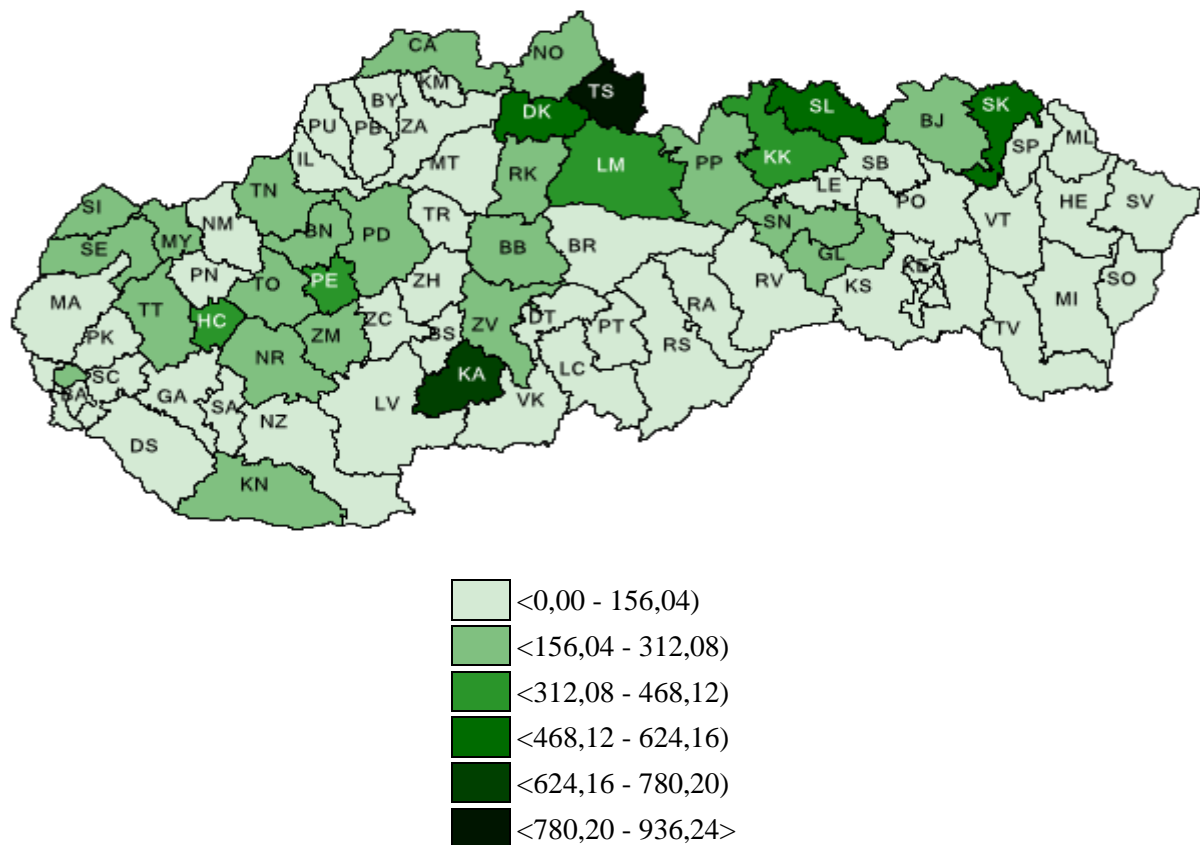 CA
NO
KM
TS
BY
DK
SL
SK
PU
PB
ZA
BJ
ML
IL
MT
RK
LM
PP
KK
SB
SP
TN
LE
PO
HE
SV
SI
NM
TR
SN
VT
SE
MY
BN
PD
BB
BR
GL
PN
TO
PE
ZH
RV
KS
KE
SO
MA
TT
HC
ZM
ZC
BS
ZV
DT
PT
RA
MI
PK
NR
RS
TV
SC
BA
GA
SA
NZ
LV
KA
VK
LC
DS
KN
<0,00 - 156,04)
<156,04 - 312,08)
<312,08 - 468,12)
<468,12 - 624,16)
<624,16 - 780,20)
<780,20 - 936,24>